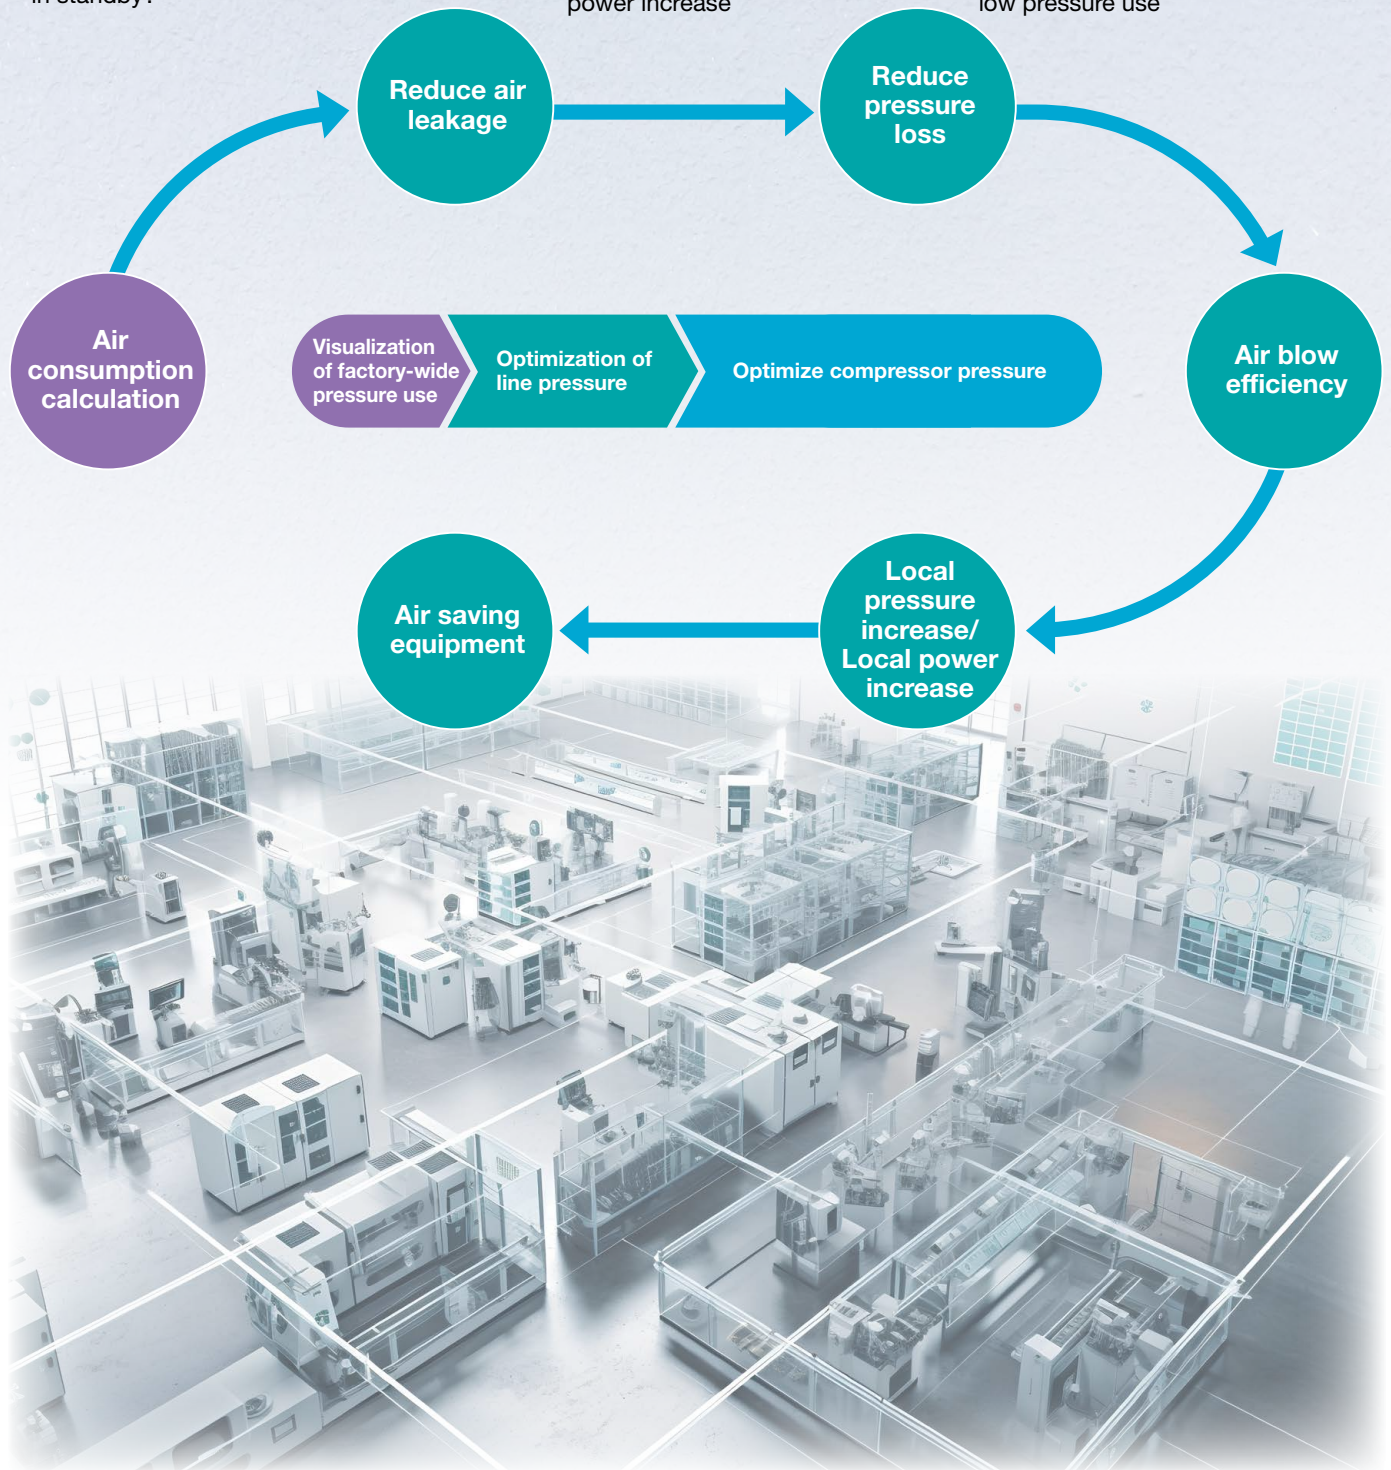 in standby?
power increase
low pressure use
Reduce air
leakage
Reduce
pressure
loss
Air
consumption
calculation
Visualization
of factory-wide
pressure use
Optimization of
line pressure
Optimize compressor pressure
Air blow
efficiency
Air saving
equipment
Local
pressure
increase/
Local power
increase